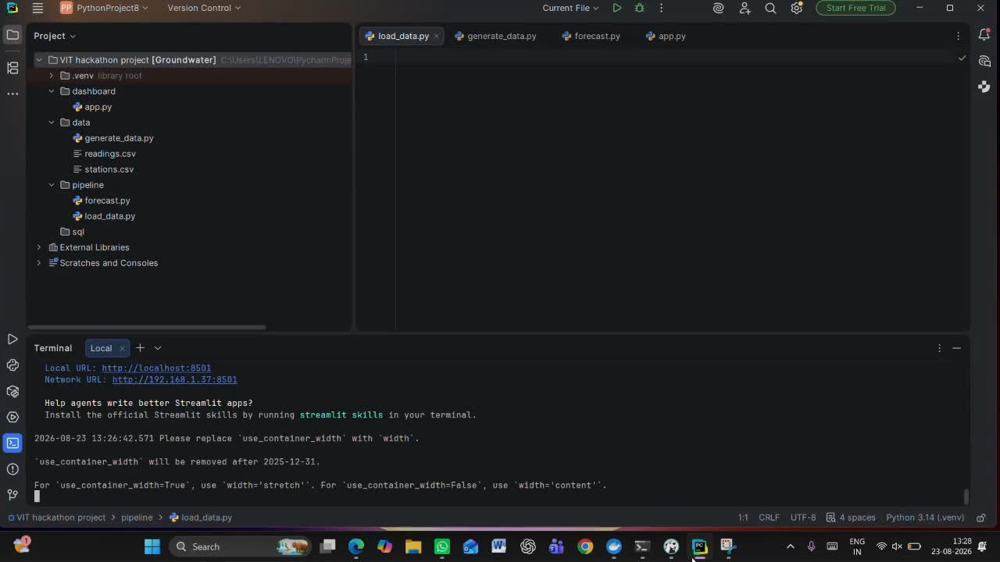 PP PythonProject8 Version Control Current File Start Free Trial
Project
load_data.py generate_data.py forecast.py app.py
1
VIT hackathon project [Groundwater] C:\Users\LENOVO\PycharmProje
.venv library root
dashboard
app.py
data
generate_data.py
readings.csv
stations.csv
pipeline
forecast.py
load_data.py
sql
External Libraries
Scratches and Consoles
Terminal Local
Local URL: http://localhost:8501
Network URL: http://192.168.1.37:8501
Help agents write better Streamlit apps?
Install the official Streamlit skills by running streamlit skills in your terminal.
2026-08-23 13:26:42.571 Please replace `use_container_width` with `width`.
`use_container_width` will be removed after 2025-12-31.
For `use_container_width=True`, use `width='stretch'`. For `use_container_width=False`, use `width='content'`.
VIT hackathon project > pipeline > load_data.py 1:1 CRLF UTF-8 4 spaces Python 3.14 (.venv)
1 Search ENG 13:28
IN 23-08-2026